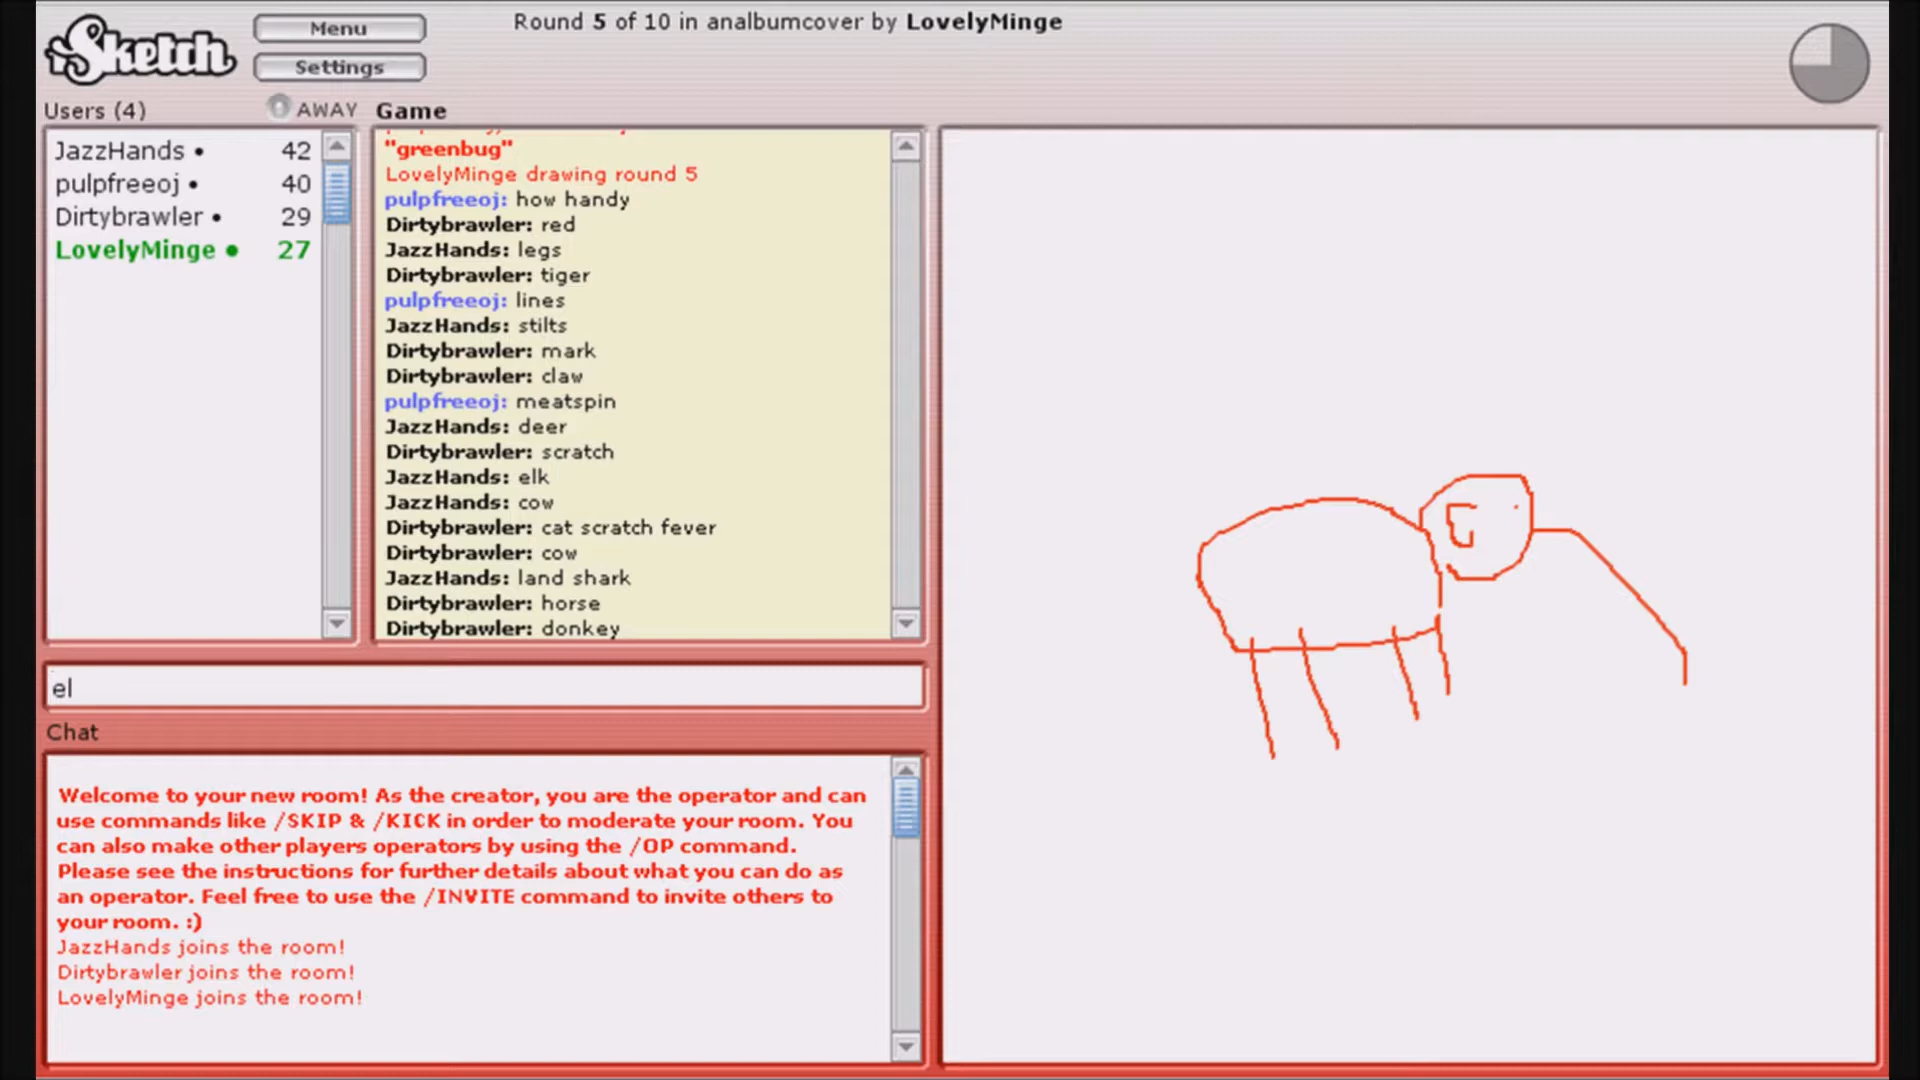 iSketch
Menu
Settings
Round 5 of 10 in analbumcover by LovelyMinge
Users (4)
AWAY
Game
JazzHands • 42
pulpfreeoj • 40
Dirtybrawler • 29
LovelyMinge • 27
"greenbug"
LovelyMinge drawing round 5
pulpfreeoj: how handy
Dirtybrawler: red
JazzHands: legs
Dirtybrawler: tiger
pulpfreeoj: lines
JazzHands: stilts
Dirtybrawler: mark
Dirtybrawler: claw
pulpfreeoj: meatspin
JazzHands: deer
Dirtybrawler: scratch
JazzHands: elk
JazzHands: cow
Dirtybrawler: cat scratch fever
Dirtybrawler: cow
JazzHands: land shark
Dirtybrawler: horse
Dirtybrawler: donkey
el
Chat
Welcome to your new room! As the creator, you are the operator and can
use commands like /SKIP & /KICK in order to moderate your room. You
can also make other players operators by using the /OP command.
Please see the instructions for further details about what you can do as
an operator. Feel free to use the /INVITE command to invite others to
your room. :)
JazzHands joins the room!
Dirtybrawler joins the room!
LovelyMinge joins the room!